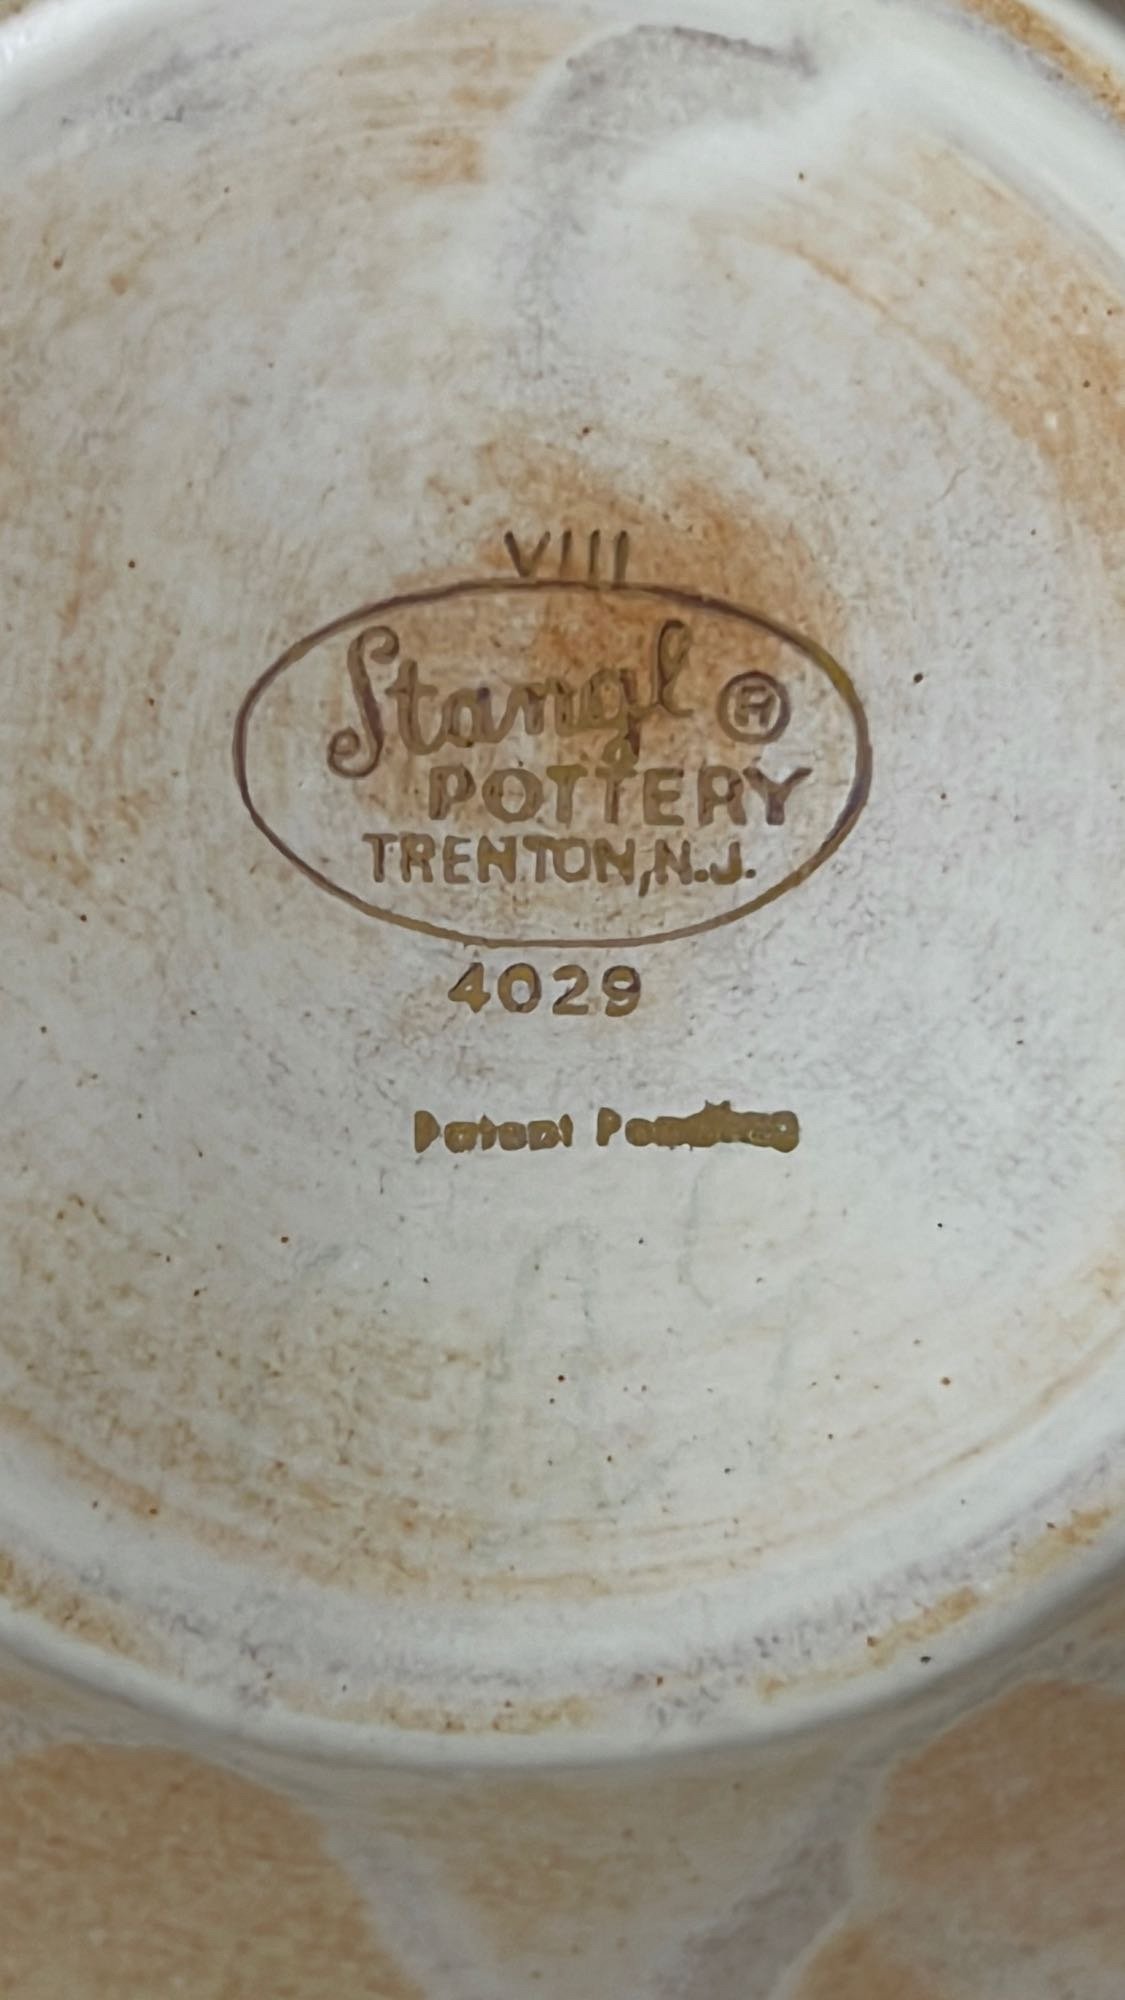 VIII
Stangl ®
POTTERY
TRENTON, N.J.
4029
Patent Pending